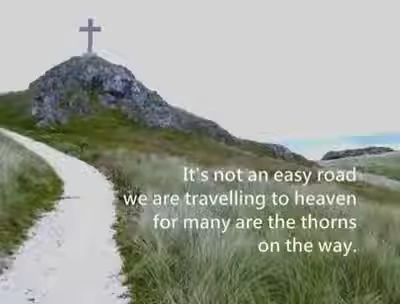 It's not an easy road
we are travelling to heaven
for many are the thorns
on the way.